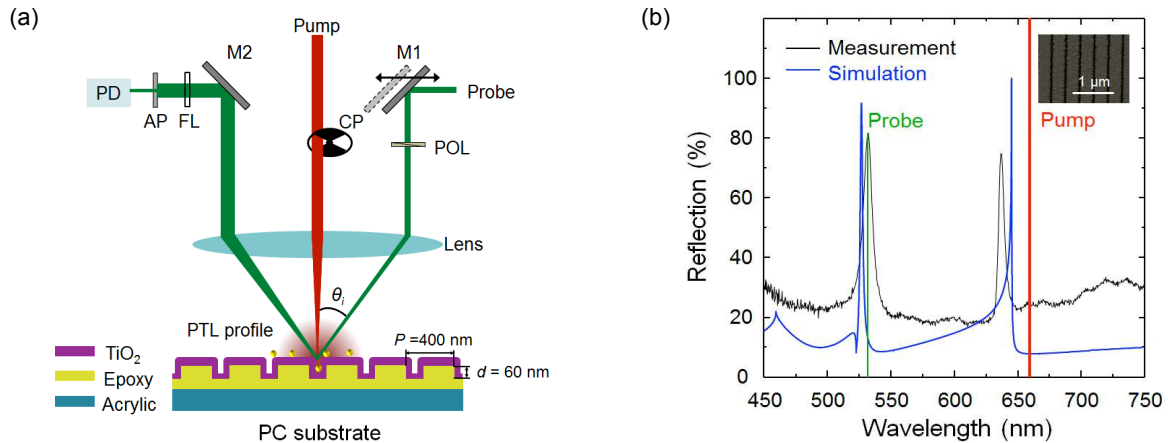 (a)
Pump
M2
M1
PD
Probe
AP
FL
CP
POL
Lens
θi
PTL profile
P =400 nm
TiO2
d = 60 nm
Epoxy
Acrylic
PC substrate
(b)
Measurement
Simulation
1 µm
Probe
Pump
Reflection (%)
100
80
60
40
20
0
450 500 550 600 650 700 750
Wavelength (nm)